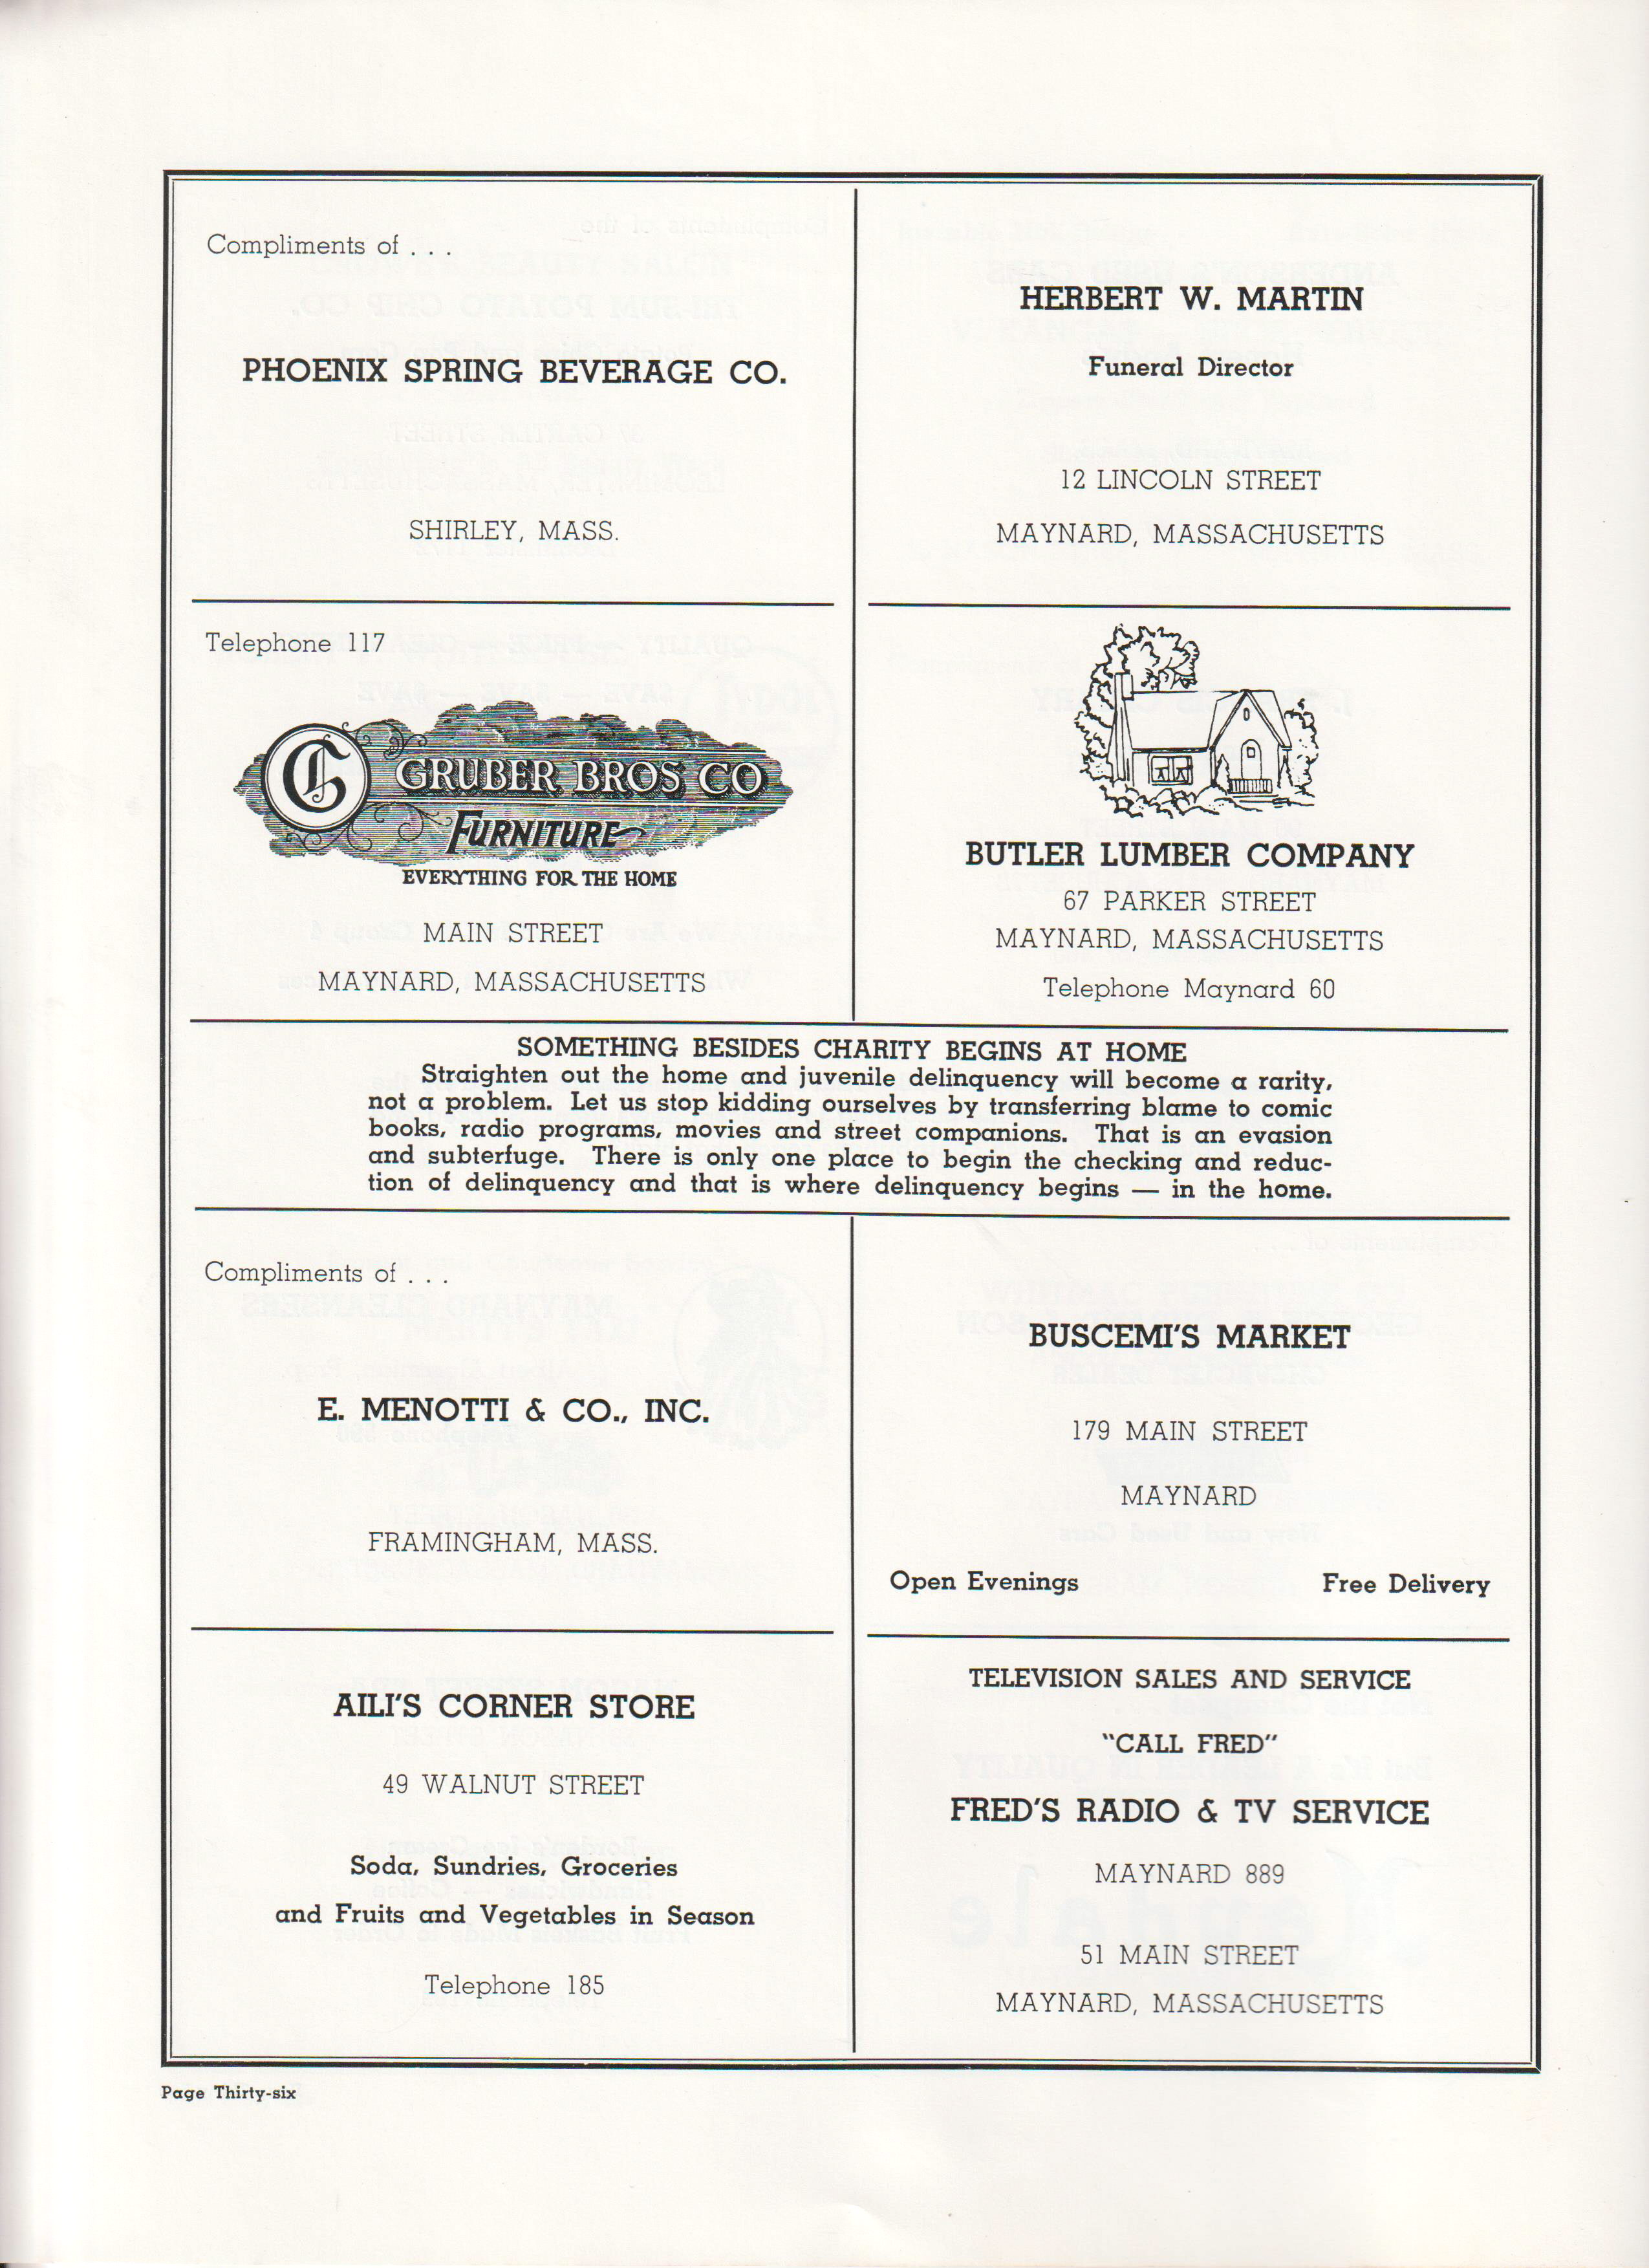 Compliments of . . .
PHOENIX SPRING BEVERAGE CO.
SHIRLEY, MASS.
HERBERT W. MARTIN
Funeral Director
12 LINCOLN STREET
MAYNARD, MASSACHUSETTS
Telephone 117
G
GRUBER BROS CO
FURNITURE
EVERYTHING FOR THE HOME
MAIN STREET
MAYNARD, MASSACHUSETTS
BUTLER LUMBER COMPANY
67 PARKER STREET
MAYNARD, MASSACHUSETTS
Telephone Maynard 60
SOMETHING BESIDES CHARITY BEGINS AT HOME
Straighten out the home and juvenile delinquency will become a rarity,
not a problem. Let us stop kidding ourselves by transferring blame to comic
books, radio programs, movies and street companions. That is an evasion
and subterfuge. There is only one place to begin the checking and reduc-
tion of delinquency and that is where delinquency begins — in the home.
Compliments of . . .
E. MENOTTI & CO., INC.
FRAMINGHAM, MASS.
BUSCEMI'S MARKET
179 MAIN STREET
MAYNARD
Open Evenings Free Delivery
AILI'S CORNER STORE
49 WALNUT STREET
Soda, Sundries, Groceries
and Fruits and Vegetables in Season
Telephone 185
TELEVISION SALES AND SERVICE
"CALL FRED"
FRED'S RADIO & TV SERVICE
MAYNARD 889
51 MAIN STREET
MAYNARD, MASSACHUSETTS
Page Thirty-six